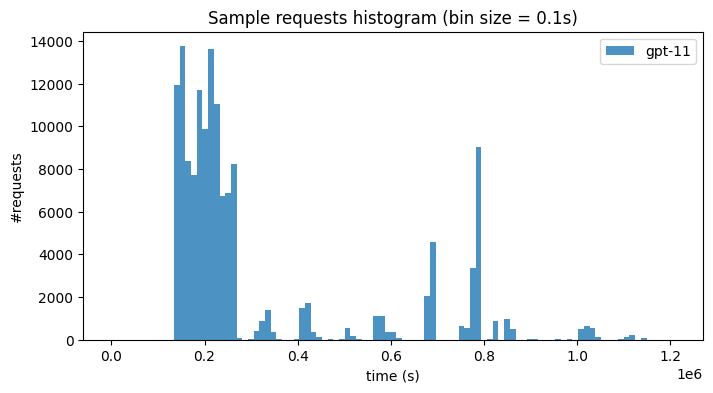 Sample requests histogram (bin size = 0.1s)
gpt-11
#requests
14000
12000
10000
8000
6000
4000
2000
0
0.0 0.2 0.4 0.6 0.8 1.0 1.2
1e6
time (s)